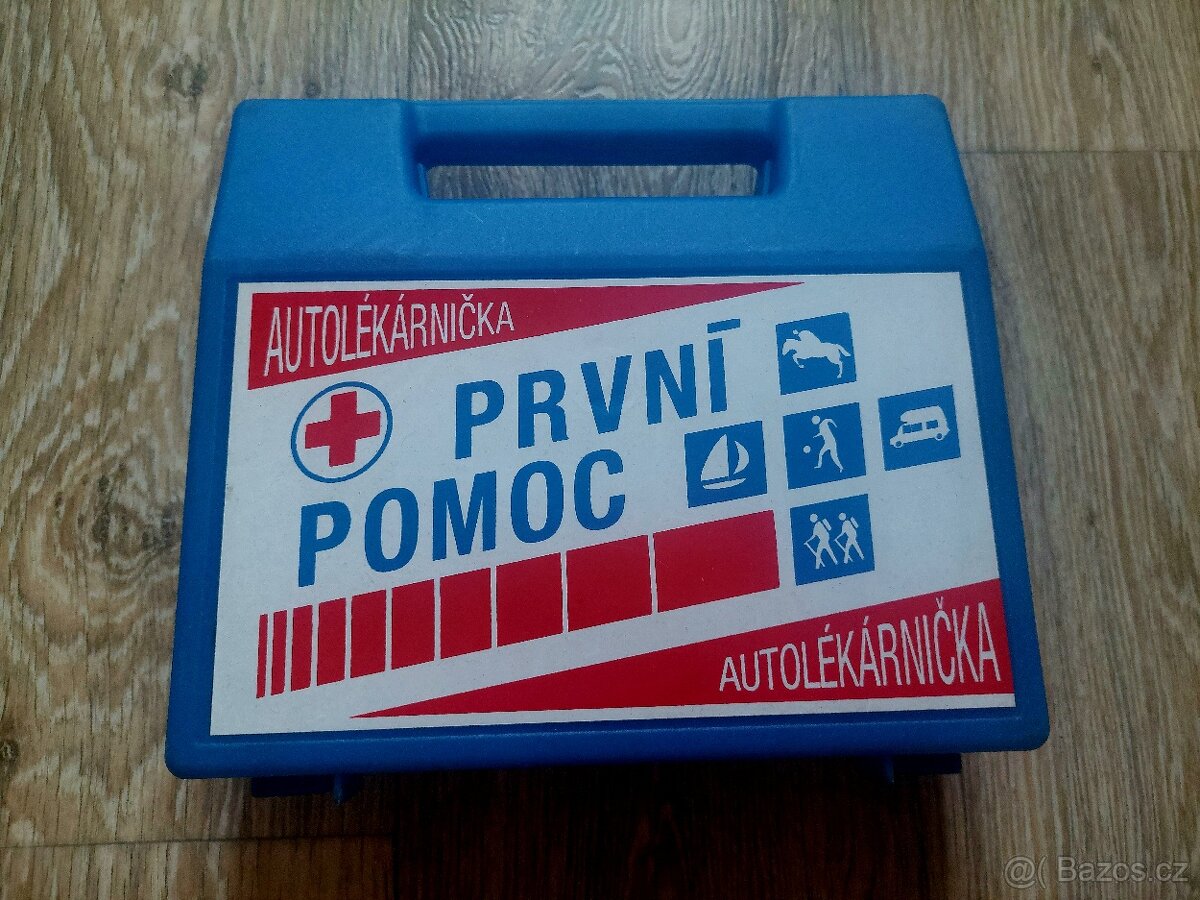 AUTOLÉKÁRNIČKA
PRVNÍ
POMOC
AUTOLÉKÁRNIČKA
@( Bazos.cz